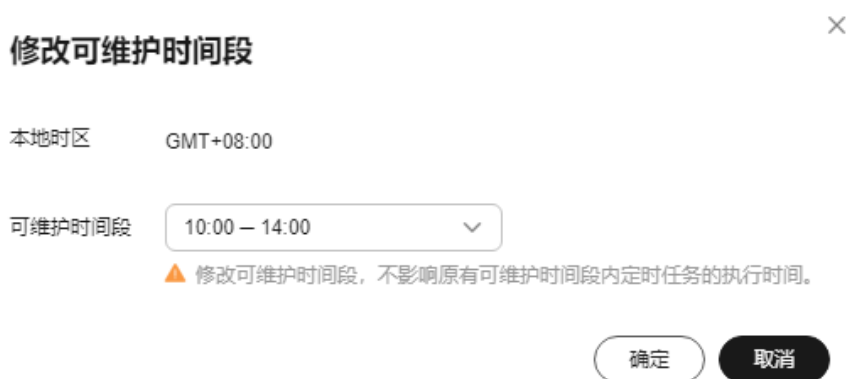 修改可维护时间段
本地时区 GMT+08:00
可维护时间段 10:00 — 14:00
修改可维护时间段，不影响原有可维护时间段内定时任务的执行时间。
确定 取消